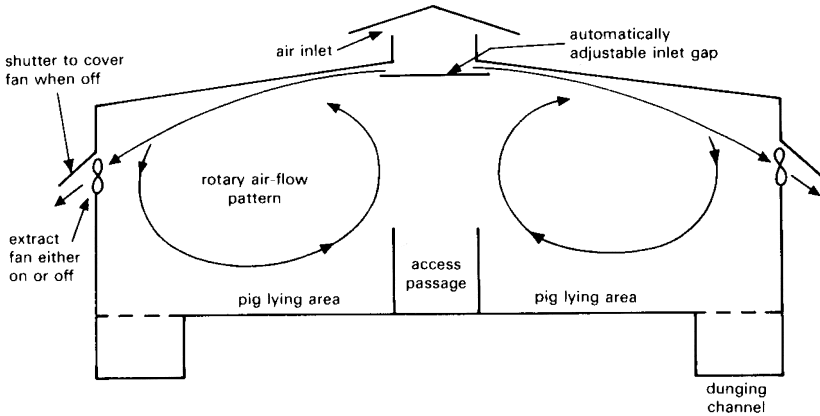 automatically
adjustable inlet gap
air inlet
shutter to cover
fan when off
rotary air-flow
pattern
extract
fan either
on or off
access
passage
pig lying area
pig lying area
dunging
channel